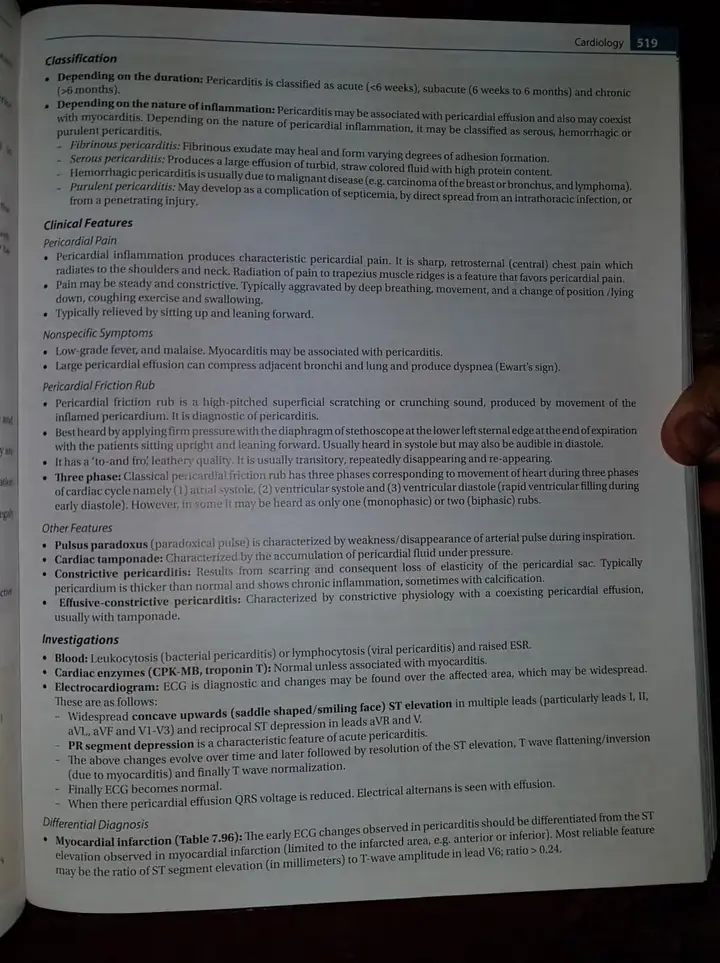 Cardiology 519
Classification
• Depending on the duration: Pericarditis is classified as acute (<6 weeks), subacute (6 weeks to 6 months) and chronic
(>6 months).
• Depending on the nature of inflammation: Pericarditis may be associated with pericardial effusion and also may coexist
with myocarditis. Depending on the nature of pericardial inflammation, it may be classified as serous, hemorrhagic or
purulent pericarditis.
– Fibrinous pericarditis: Fibrinous exudate may heal and form varying degrees of adhesion formation.
– Serous pericarditis: Produces a large effusion of turbid, straw colored fluid with high protein content.
– Hemorrhagic pericarditis is usually due to malignant disease (e.g. carcinoma of the breast or bronchus, and lymphoma).
– Purulent pericarditis: May develop as a complication of septicemia, by direct spread from an intrathoracic infection, or
from a penetrating injury.
Clinical Features
Pericardial Pain
• Pericardial inflammation produces characteristic pericardial pain. It is sharp, retrosternal (central) chest pain which
radiates to the shoulders and neck. Radiation of pain to trapezius muscle ridges is a feature that favors pericardial pain.
• Pain may be steady and constrictive. Typically aggravated by deep breathing, movement, and a change of position /lying
down, coughing exercise and swallowing.
• Typically relieved by sitting up and leaning forward.
Nonspecific Symptoms
• Low-grade fever, and malaise. Myocarditis may be associated with pericarditis.
• Large pericardial effusion can compress adjacent bronchi and lung and produce dyspnea (Ewart's sign).
Pericardial Friction Rub
• Pericardial friction rub is a high-pitched superficial scratching or crunching sound, produced by movement of the
inflamed pericardium. It is diagnostic of pericarditis.
• Best heard by applying firm pressure with the diaphragm of stethoscope at the lower left sternal edge at the end of expiration
with the patients sitting upright and leaning forward. Usually heard in systole but may also be audible in diastole.
• It has a 'to-and fro', leathery quality. It is usually transitory, repeatedly disappearing and re-appearing.
• Three phase: Classical pericardial friction rub has three phases corresponding to movement of heart during three phases
of cardiac cycle namely (1) atrial systole, (2) ventricular systole and (3) ventricular diastole (rapid ventricular filling during
early diastole). However, in some it may be heard as only one (monophasic) or two (biphasic) rubs.
Other Features
• Pulsus paradoxus (paradoxical pulse) is characterized by weakness/disappearance of arterial pulse during inspiration.
• Cardiac tamponade: Characterized by the accumulation of pericardial fluid under pressure.
• Constrictive pericarditis: Results from scarring and consequent loss of elasticity of the pericardial sac. Typically
pericardium is thicker than normal and shows chronic inflammation, sometimes with calcification.
• Effusive-constrictive pericarditis: Characterized by constrictive physiology with a coexisting pericardial effusion,
usually with tamponade.
Investigations
• Blood: Leukocytosis (bacterial pericarditis) or lymphocytosis (viral pericarditis) and raised ESR.
• Cardiac enzymes (CPK-MB, troponin T): Normal unless associated with myocarditis.
• Electrocardiogram: ECG is diagnostic and changes may be found over the affected area, which may be widespread.
These are as follows:
– Widespread concave upwards (saddle shaped/smiling face) ST elevation in multiple leads (particularly leads I, II,
aVL, aVF and V1-V3) and reciprocal ST depression in leads aVR and V.
– PR segment depression is a characteristic feature of acute pericarditis.
– The above changes evolve over time and later followed by resolution of the ST elevation, T wave flattening/inversion
(due to myocarditis) and finally T wave normalization.
– Finally ECG becomes normal.
– When there pericardial effusion QRS voltage is reduced. Electrical alternans is seen with effusion.
Differential Diagnosis
• Myocardial infarction (Table 7.96): The early ECG changes observed in pericarditis should be differentiated from the ST
elevation observed in myocardial infarction (limited to the infarcted area, e.g. anterior or inferior). Most reliable feature
may be the ratio of ST segment elevation (in millimeters) to T-wave amplitude in lead V6; ratio > 0.24.